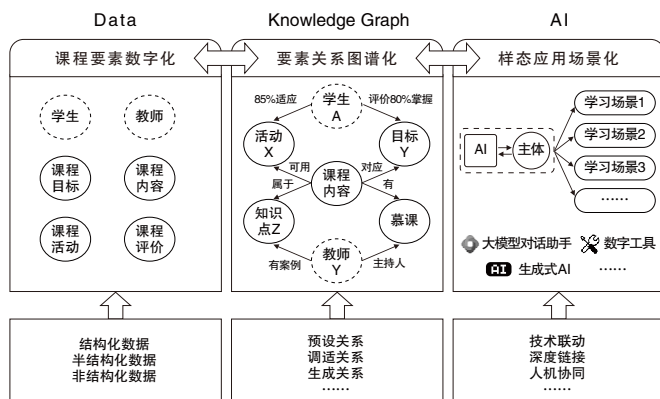 Data
Knowledge Graph
AI
课程要素数字化
要素关系图谱化
样态应用场景化
学生
教师
课程
目标
课程
内容
课程
活动
课程
评价
85%适应
学生
A
评价80%掌握
活动
X
目标
Y
可用
对应
课程
内容
属于
有
知识
点Z
慕课
有案例
教师
Y
主持人
AI
主体
学习场景1
学习场景2
学习场景3
……
大模型对话助手
数字工具
AI 生成式AI
……
结构化数据
半结构化数据
非结构化数据
预设关系
调适关系
生成关系
……
技术联动
深度链接
人机协同
……